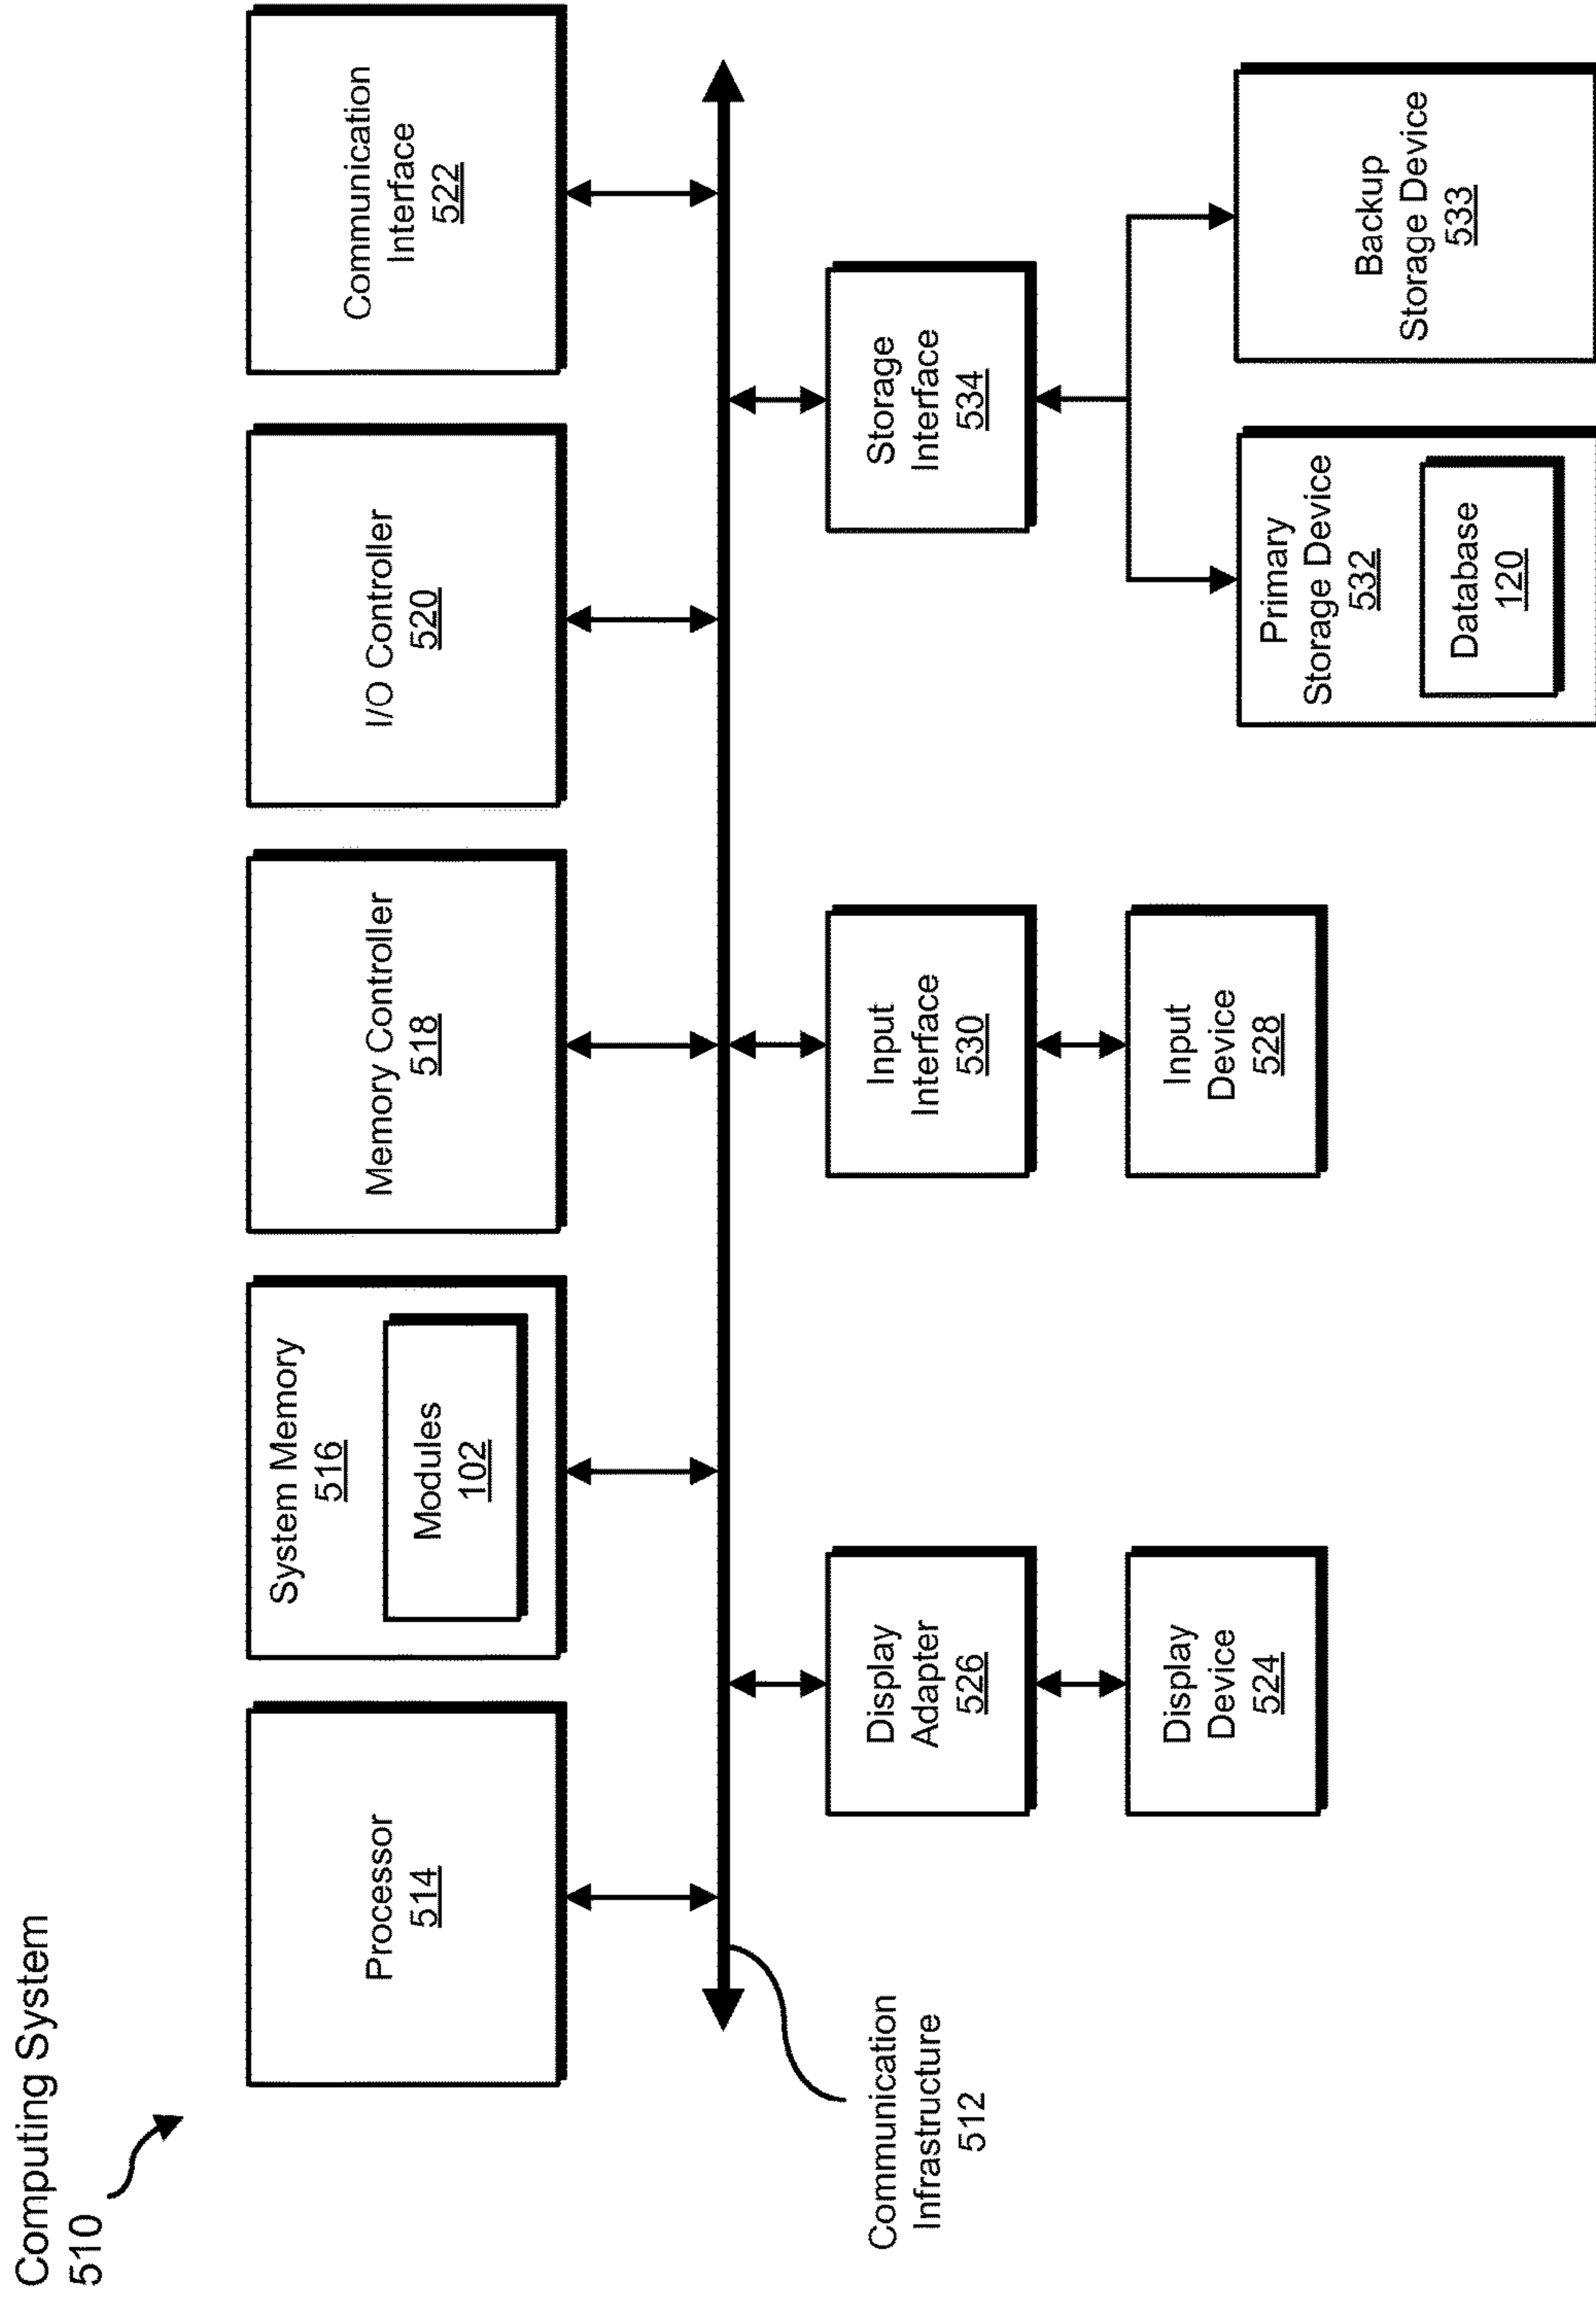 Computing System
510
Processor
514
System Memory
516
Modules
102
Memory Controller
518
I/O Controller
520
Communication
Interface
522
Communication
Infrastructure
512
Display
Adapter
526
Input
Interface
530
Storage
Interface
534
Display
Device
524
Input
Device
528
Primary
Storage Device
532
Database
120
Backup
Storage Device
533